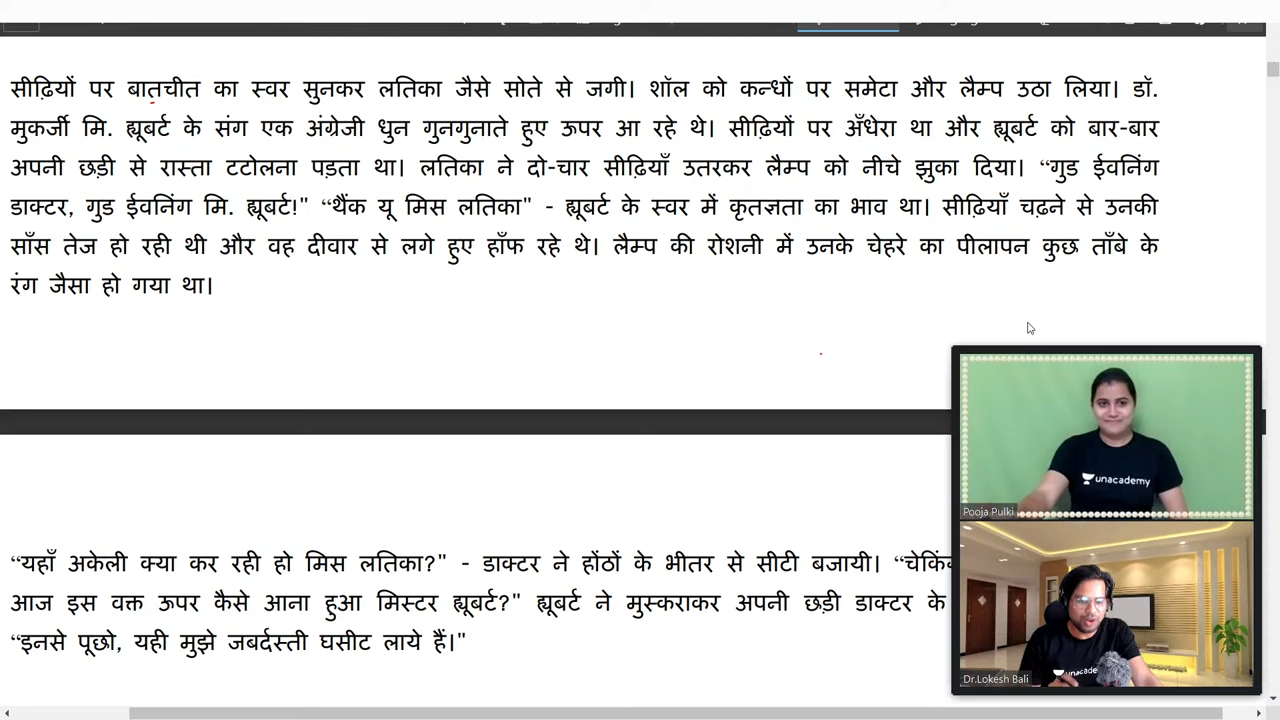 सीढ़ियों पर बातचीत का स्वर सुनकर लतिका जैसे सोते से जगी। शॉल को कन्धों पर समेटा और लैम्प उठा लिया। डॉ.
मुकर्जी मि. ह्यूबर्ट के संग एक अंग्रेजी धुन गुनगुनाते हुए ऊपर आ रहे थे। सीढ़ियों पर अँधेरा था और ह्यूबर्ट को बार-बार
अपनी छड़ी से रास्ता टटोलना पड़ता था। लतिका ने दो-चार सीढ़ियाँ उतरकर लैम्प को नीचे झुका दिया। “गुड ईवनिंग
डाक्टर, गुड ईवनिंग मि. ह्यूबर्ट!" “थैंक यू मिस लतिका" - ह्यूबर्ट के स्वर में कृतज्ञता का भाव था। सीढ़ियाँ चढ़ने से उनकी
साँस तेज हो रही थी और वह दीवार से लगे हुए हाँफ रहे थे। लैम्प की रोशनी में उनके चेहरे का पीलापन कुछ ताँबे के
रंग जैसा हो गया था।
unacademy
Pooja Pulki
“यहाँ अकेली क्या कर रही हो मिस लतिका?" - डाक्टर ने होंठों के भीतर से सीटी बजायी।
आज इस वक्त ऊपर कैसे आना हुआ मिस्टर ह्यूबर्ट?" ह्यूबर्ट ने मुस्कराकर अपनी छड़ी डाक्टर के
“इनसे पूछो, यही मुझे जबर्दस्ती घसीट लाये हैं।"
Dr.Lokesh Bali